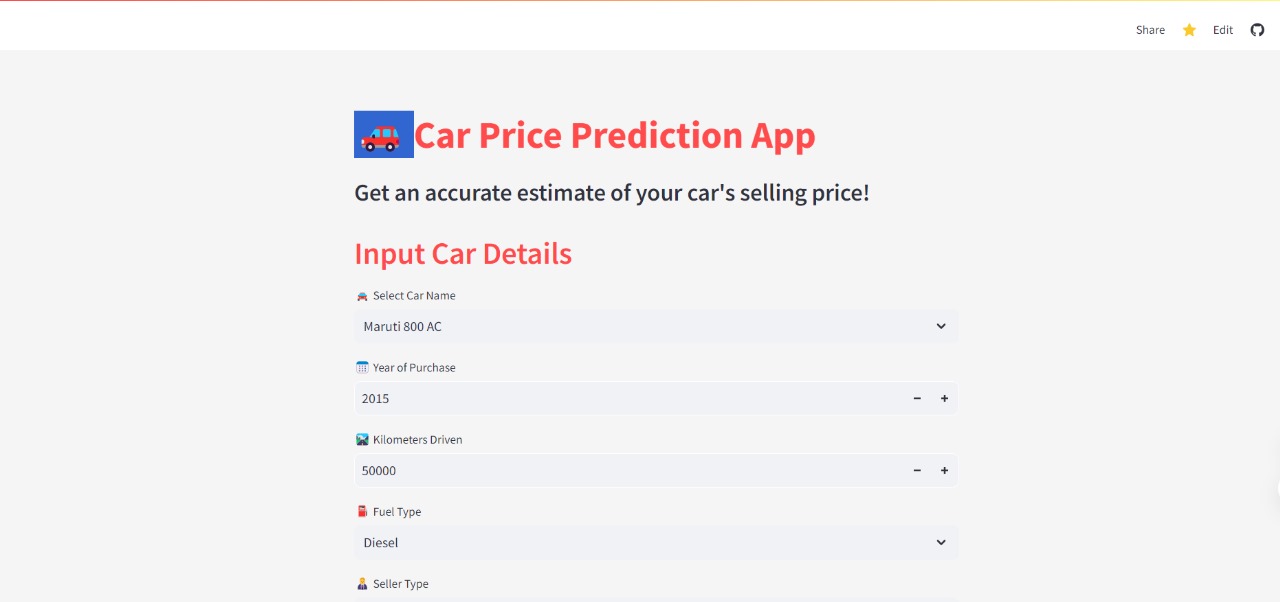 Share Edit
Car Price Prediction App
Get an accurate estimate of your car's selling price!
Input Car Details
Select Car Name
Maruti 800 AC
Year of Purchase
2015
Kilometers Driven
50000
Fuel Type
Diesel
Seller Type